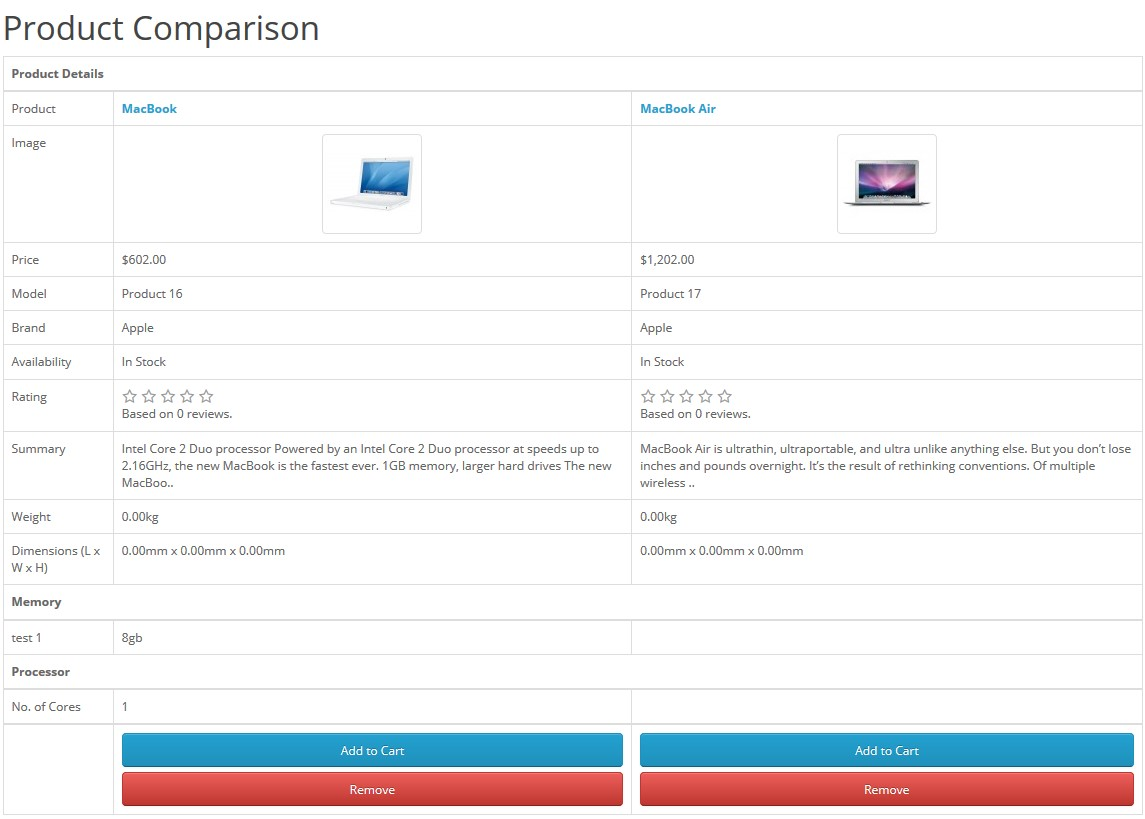 Product Comparison
Product Details
Product MacBook MacBook Air
Image
Price $602.00 $1,202.00
Model Product 16 Product 17
Brand Apple Apple
Availability In Stock In Stock
Rating
Based on 0 reviews. Based on 0 reviews.
Summary Intel Core 2 Duo processor Powered by an Intel Core 2 Duo processor at speeds up to MacBook Air is ultrathin, ultraportable, and ultra unlike anything else. But you don’t lose
2.16GHz, the new MacBook is the fastest ever. 1GB memory, larger hard drives The new inches and pounds overnight. It’s the result of rethinking conventions. Of multiple
MacBoo.. wireless ..
Weight 0.00kg 0.00kg
Dimensions (L x 0.00mm x 0.00mm x 0.00mm 0.00mm x 0.00mm x 0.00mm
W x H)
Memory
test 1 8gb
Processor
No. of Cores 1
Add to Cart Add to Cart
Remove Remove